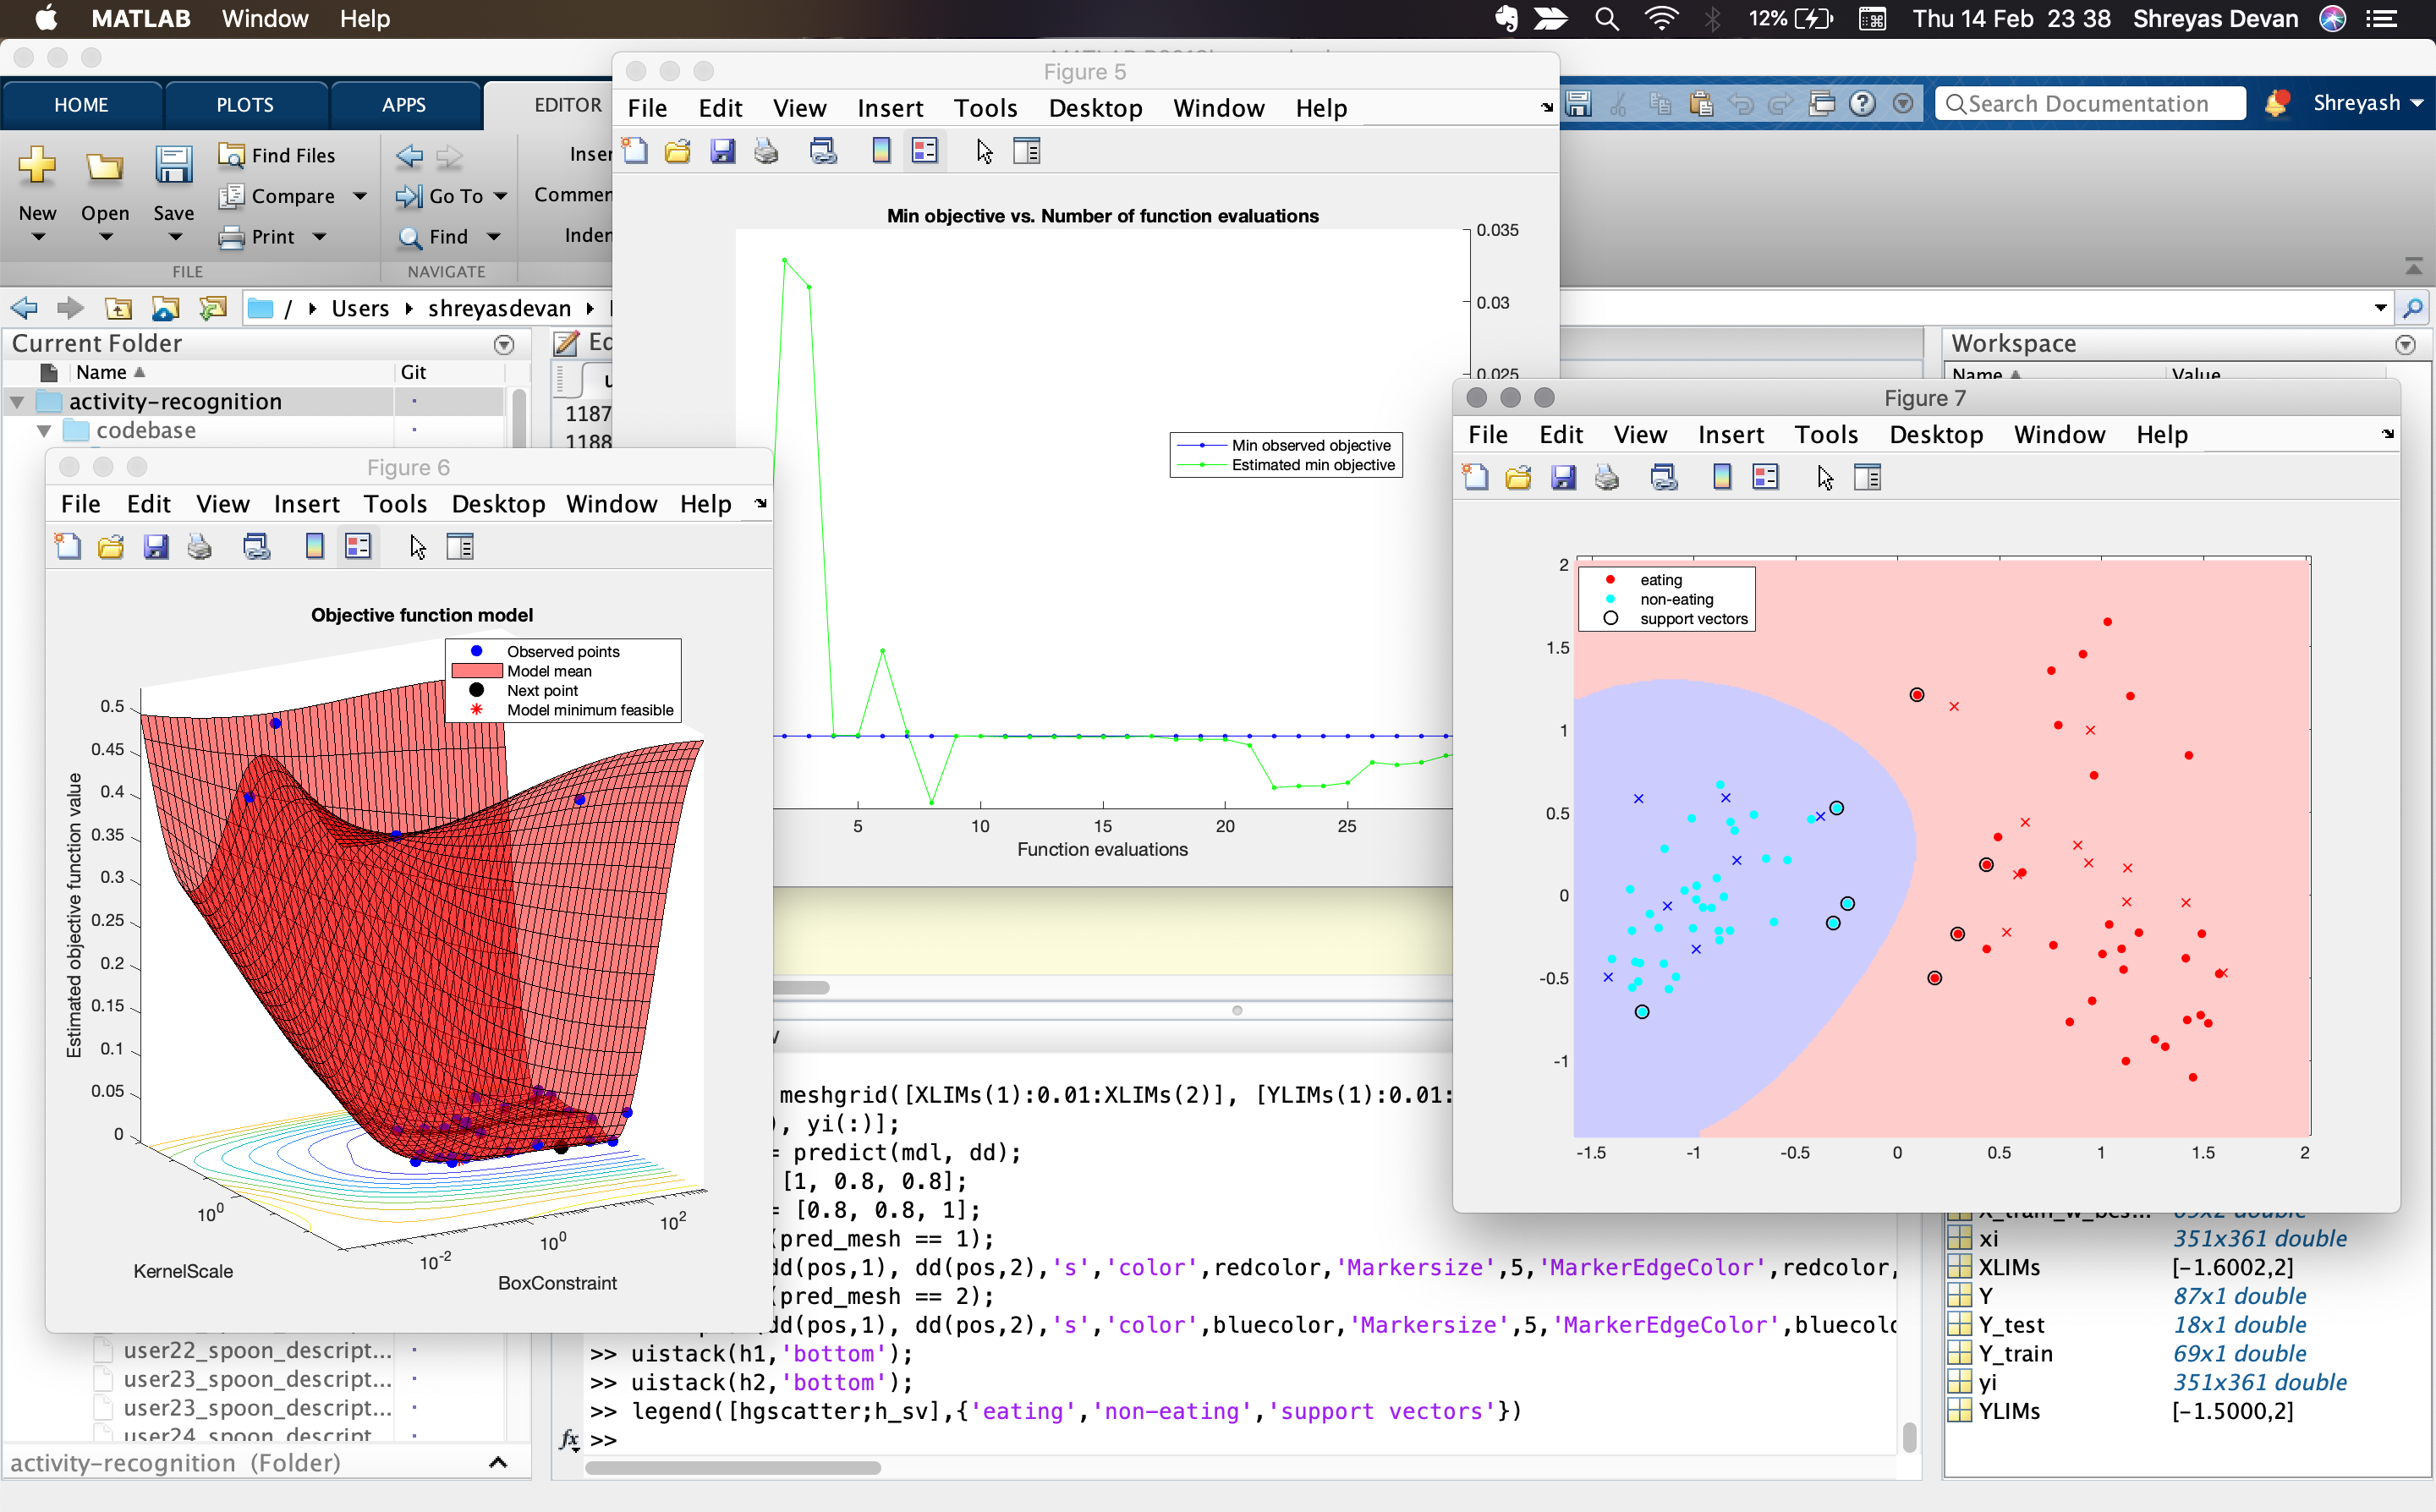 MATLAB Window Help
12% Thu 14 Feb 23 38 Shreyas Devan
HOME PLOTS APPS EDITOR
Search Documentation
Shreyash
New Open Save
Find Files
Compare
Print
Go To
Find
FILE NAVIGATE
/ Users shreyasdevan
Current Folder
Name Git
activity-recognition
codebase
1187
1188
Figure 5
File Edit View Insert Tools Desktop Window Help
Min objective vs. Number of function evaluations
0.035
0.03
0.025
Min observed objective
Estimated min objective
5 10 15 20 25
Function evaluations
Workspace
Name Value
Figure 6
File Edit View Insert Tools Desktop Window Help
Objective function model
Observed points
Model mean
Next point
Model minimum feasible
Estimated objective function value
0.5
0.45
0.4
0.35
0.3
0.25
0.2
0.15
0.1
0.05
0
10^0
KernelScale
10^-2 10^0 10^2
BoxConstraint
Figure 7
File Edit View Insert Tools Desktop Window Help
eating
non-eating
support vectors
2
1.5
1
0.5
0
-0.5
-1
-1.5 -1 -0.5 0 0.5 1 1.5 2
meshgrid([XLIMs(1):0.01:XLIMs(2)], [YLIMs(1):0.01:
), yi(:)];
= predict(mdl, dd);
[1, 0.8, 0.8];
= [0.8, 0.8, 1];
(pred_mesh == 1);
dd(pos,1), dd(pos,2),'s','color',redcolor,'Markersize',5,'MarkerEdgeColor',redcolor,
(pred_mesh == 2);
dd(pos,1), dd(pos,2),'s','color',bluecolor,'Markersize',5,'MarkerEdgeColor',bluecolo
>> uistack(h1,'bottom');
>> uistack(h2,'bottom');
>> legend([hgscatter;h_sv],{'eating','non-eating','support vectors'})
fx >>
xi 351x361 double
XLIMs [-1.6002,2]
Y 87x1 double
Y_test 18x1 double
Y_train 69x1 double
yi 351x361 double
YLIMs [-1.5000,2]
user22_spoon_descript...
user23_spoon_descript...
user23_spoon_descript...
user24_spoon_descript
activity-recognition (Folder)